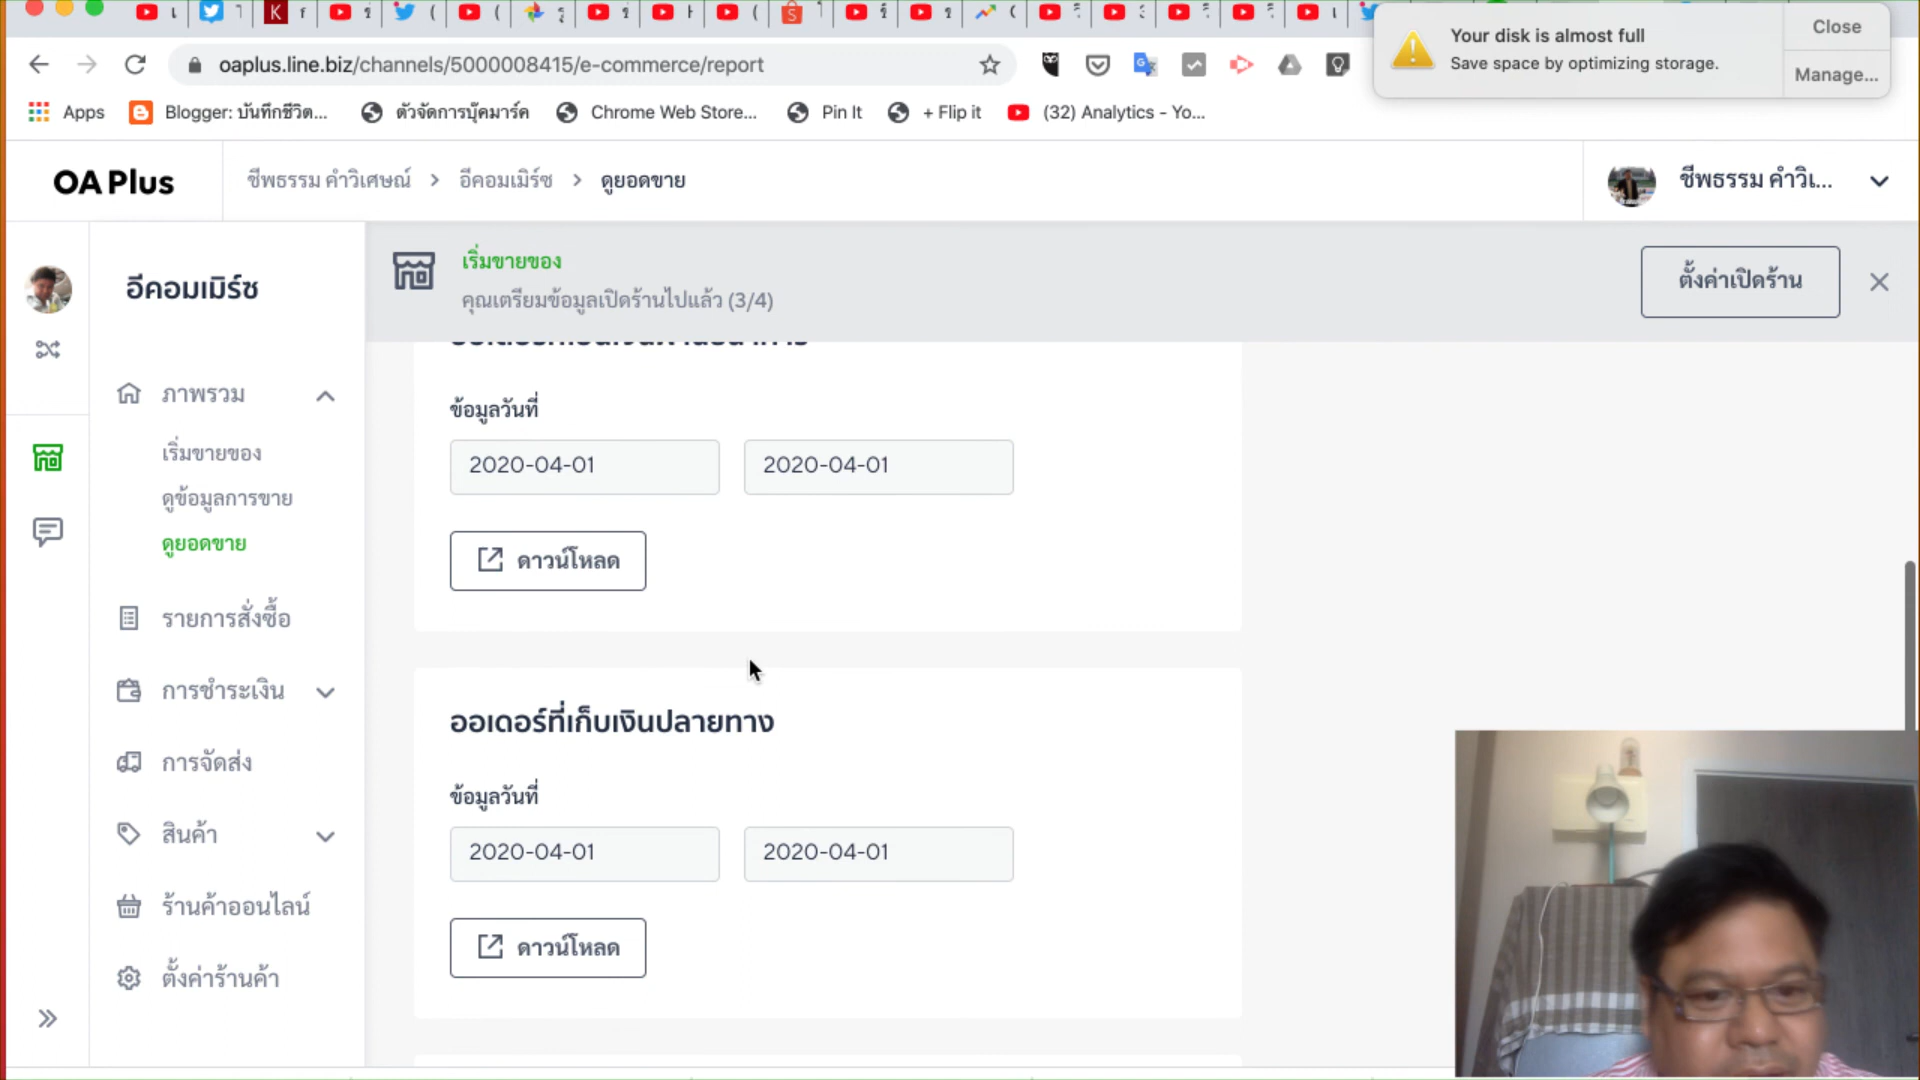 Your disk is almost full
Save space by optimizing storage.
Close
Manage...
oaplus.line.biz/channels/5000008415/e-commerce/report
Apps
Blogger: บันทึกชีวิต...
ตัวจัดการบุ๊คมาร์ค
Chrome Web Store...
Pin It
+ Flip it
(32) Analytics - Yo...
OA Plus
ชีพธรรม คำวิเศษณ์ > อีคอมเมิร์ซ > ดูยอดขาย
ชีพธรรม คำวิเ...
อีคอมเมิร์ซ
เริ่มขายของ
คุณเตรียมข้อมูลเปิดร้านไปแล้ว (3/4)
ตั้งค่าเปิดร้าน
ภาพรวม
เริ่มขายของ
ดูข้อมูลการขาย
ดูยอดขาย
รายการสั่งซื้อ
การชำระเงิน
การจัดส่ง
สินค้า
ร้านค้าออนไลน์
ตั้งค่าร้านค้า
ข้อมูลวันที่
2020-04-01 2020-04-01
ดาวน์โหลด
ออเดอร์ที่เก็บเงินปลายทาง
ข้อมูลวันที่
2020-04-01 2020-04-01
ดาวน์โหลด